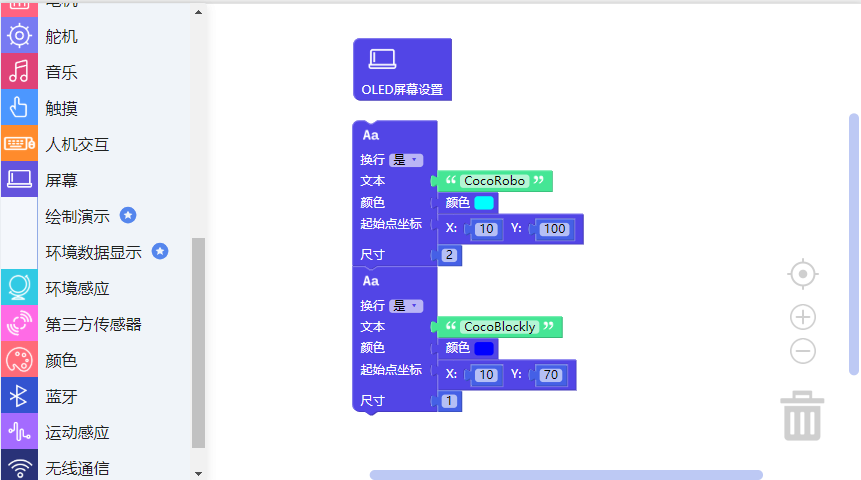 电机
舵机
音乐
触摸
人机交互
屏幕
绘制演示
环境数据显示
环境感应
第三方传感器
颜色
蓝牙
运动感应
无线通信
OLED屏幕设置
Aa
换行 是
文本 “ CocoRobo ”
颜色 颜色
起始点坐标 X: 10 Y: 100
尺寸 2
Aa
换行 是
文本 “ CocoBlockly ”
颜色 颜色
起始点坐标 X: 10 Y: 70
尺寸 1